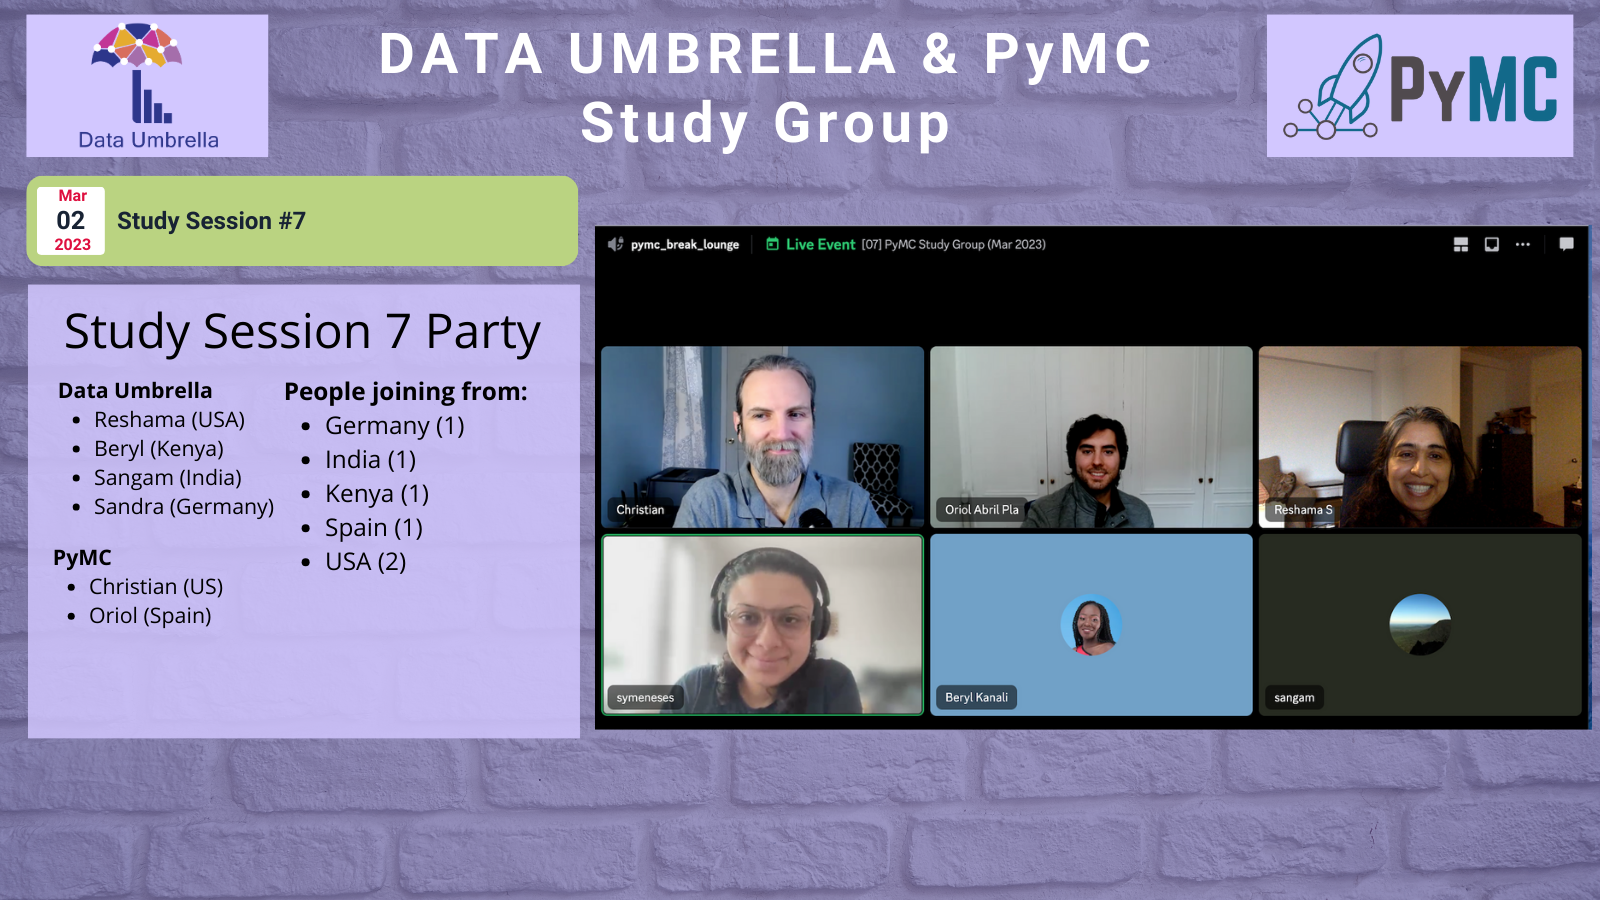 DATA UMBRELLA & PyMC
Study Group
Data Umbrella
PyMC
Mar
02
2023
Study Session #7
Study Session 7 Party
Data Umbrella
• Reshama (USA)
• Beryl (Kenya)
• Sangam (India)
• Sandra (Germany)
PyMC
• Christian (US)
• Oriol (Spain)
People joining from:
• Germany (1)
• India (1)
• Kenya (1)
• Spain (1)
• USA (2)
pymc_break_lounge
Live Event [07] PyMC Study Group (Mar 2023)
Christian
Oriol Abril Pla
Reshama S
symeneses
Beryl Kanali
sangam